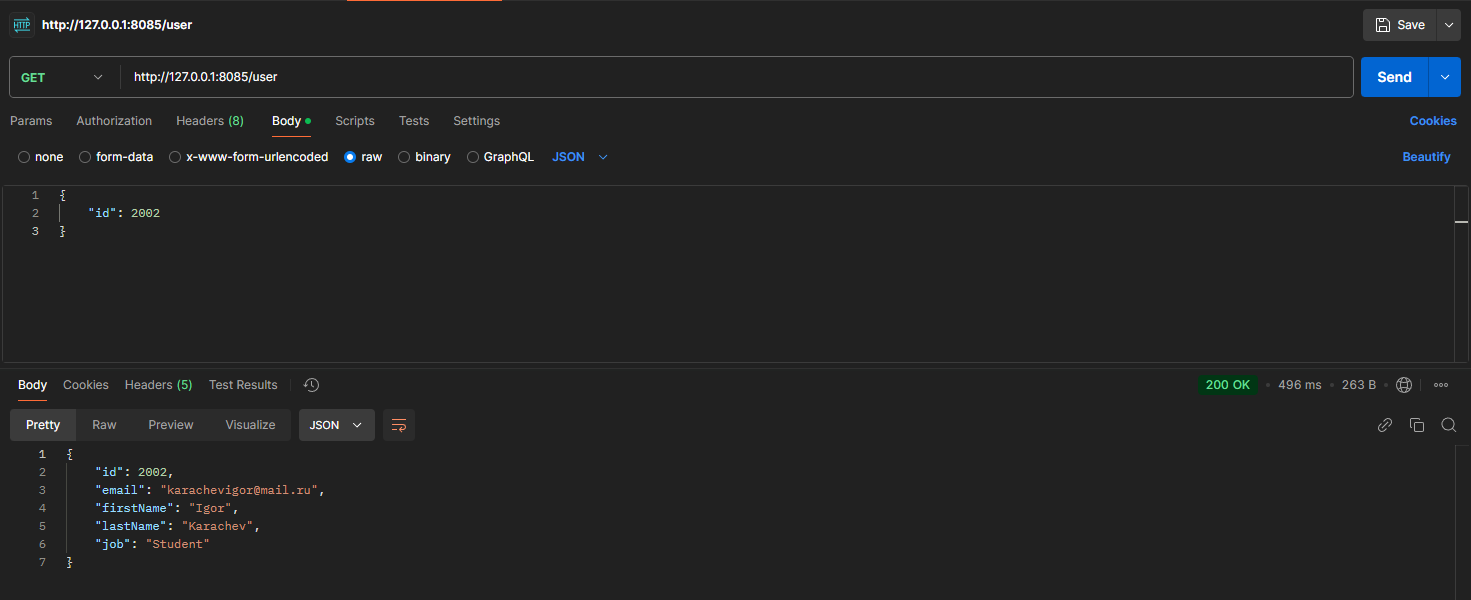 HTTP http://127.0.0.1:8085/user Save
GET http://127.0.0.1:8085/user Send
Params Authorization Headers (8) Body Scripts Tests Settings Cookies
none form-data x-www-form-urlencoded raw binary GraphQL JSON Beautify
1 {
2 "id": 2002
3 }
Body Cookies Headers (5) Test Results 200 OK • 496 ms • 263 B •
Pretty Raw Preview Visualize JSON
1 {
2 "id": 2002,
3 "email": "karachevigor@mail.ru",
4 "firstName": "Igor",
5 "lastName": "Karachev",
6 "job": "Student"
7 }